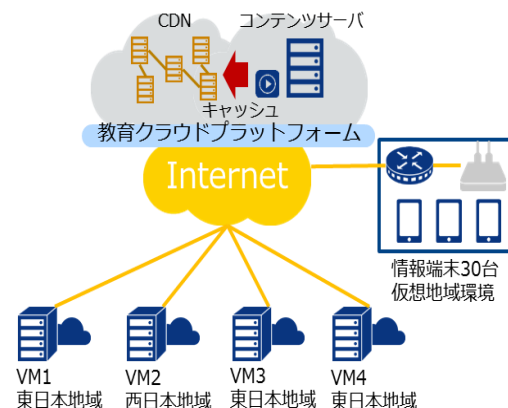 CDN
コンテンツサーバ
キャッシュ
教育クラウドプラットフォーム
Internet
情報端末30台
仮想地域環境
VM1
東日本地域
VM2
西日本地域
VM3
東日本地域
VM4
東日本地域